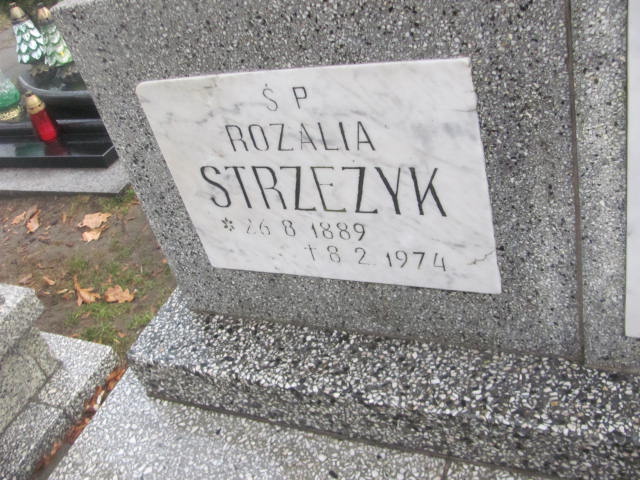 Ś P
ROZALIA
STRZEŻYK
* 26 8 1889
† 8 2 1974